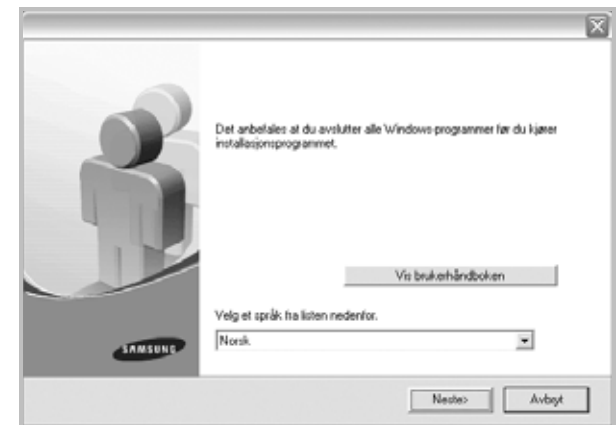 Det anbefales at du avslutter alle Windows-programmer før du kjører
installasjonsprogrammet.
Vis brukerhåndboken
Velg et språk fra listen nedenfor.
Norsk
SAMSUNG
Neste>
Avbryt